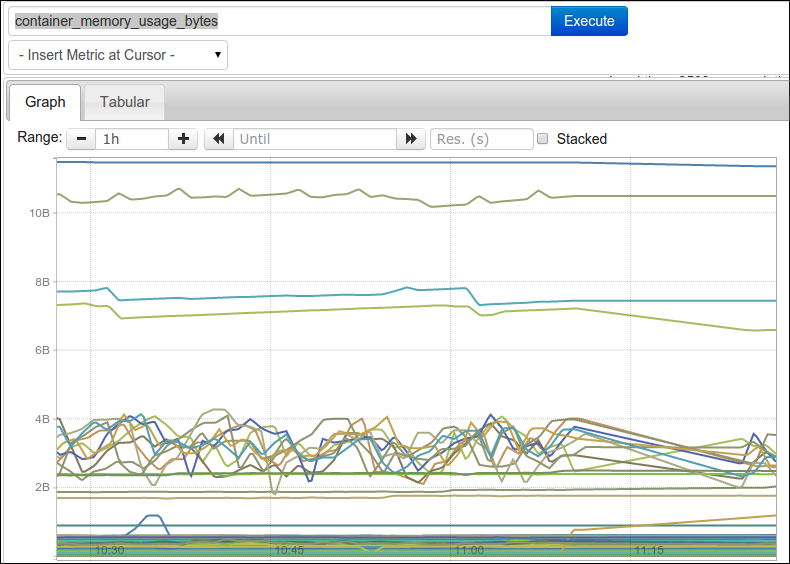 container_memory_usage_bytes
Execute
- Insert Metric at Cursor -
Graph
Tabular
Range:
1h
Until
Res. (s)
Stacked
10B
8B
6B
4B
2B
10:30
10:45
11:00
11:15